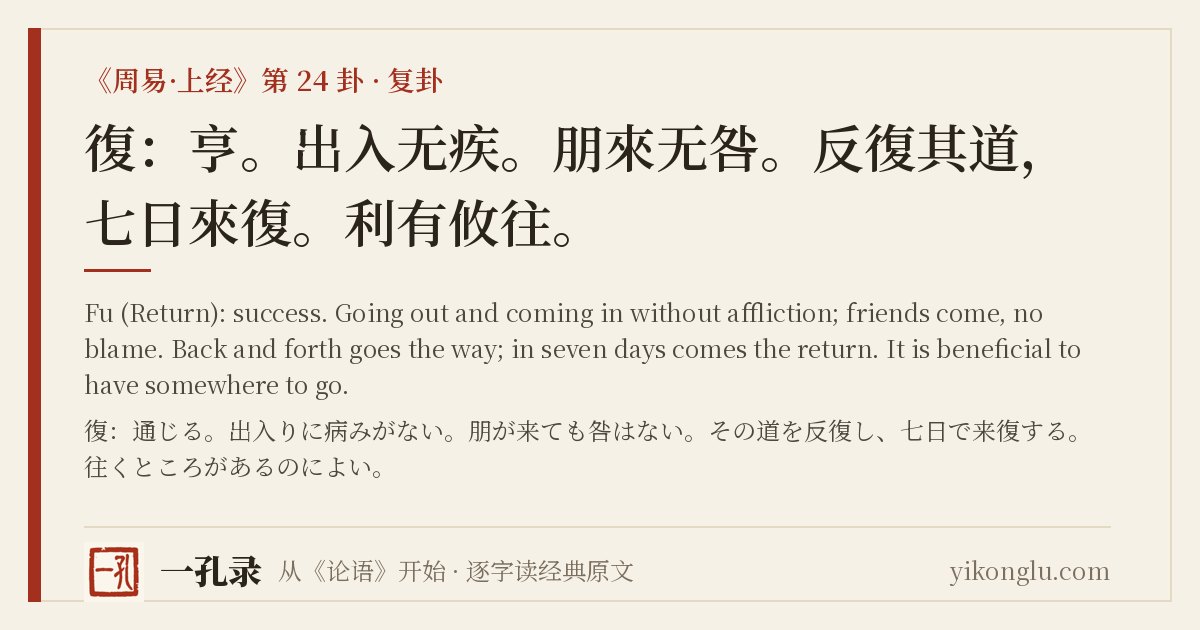 《周易·上经》第 24 卦 · 复卦
復：亨。出入无疾。朋來无咎。反復其道，
七日來復。利有攸往。
Fu (Return): success. Going out and coming in without affliction; friends come, no
blame. Back and forth goes the way; in seven days comes the return. It is beneficial to
have somewhere to go.
復：通じる。出入りに病みがない。朋が来ても咎はない。その道を反復し、七日で来復する。
往くところがあるのによい。
一孔
一孔录 从《论语》开始 · 逐字读经典原文 yikonglu.com